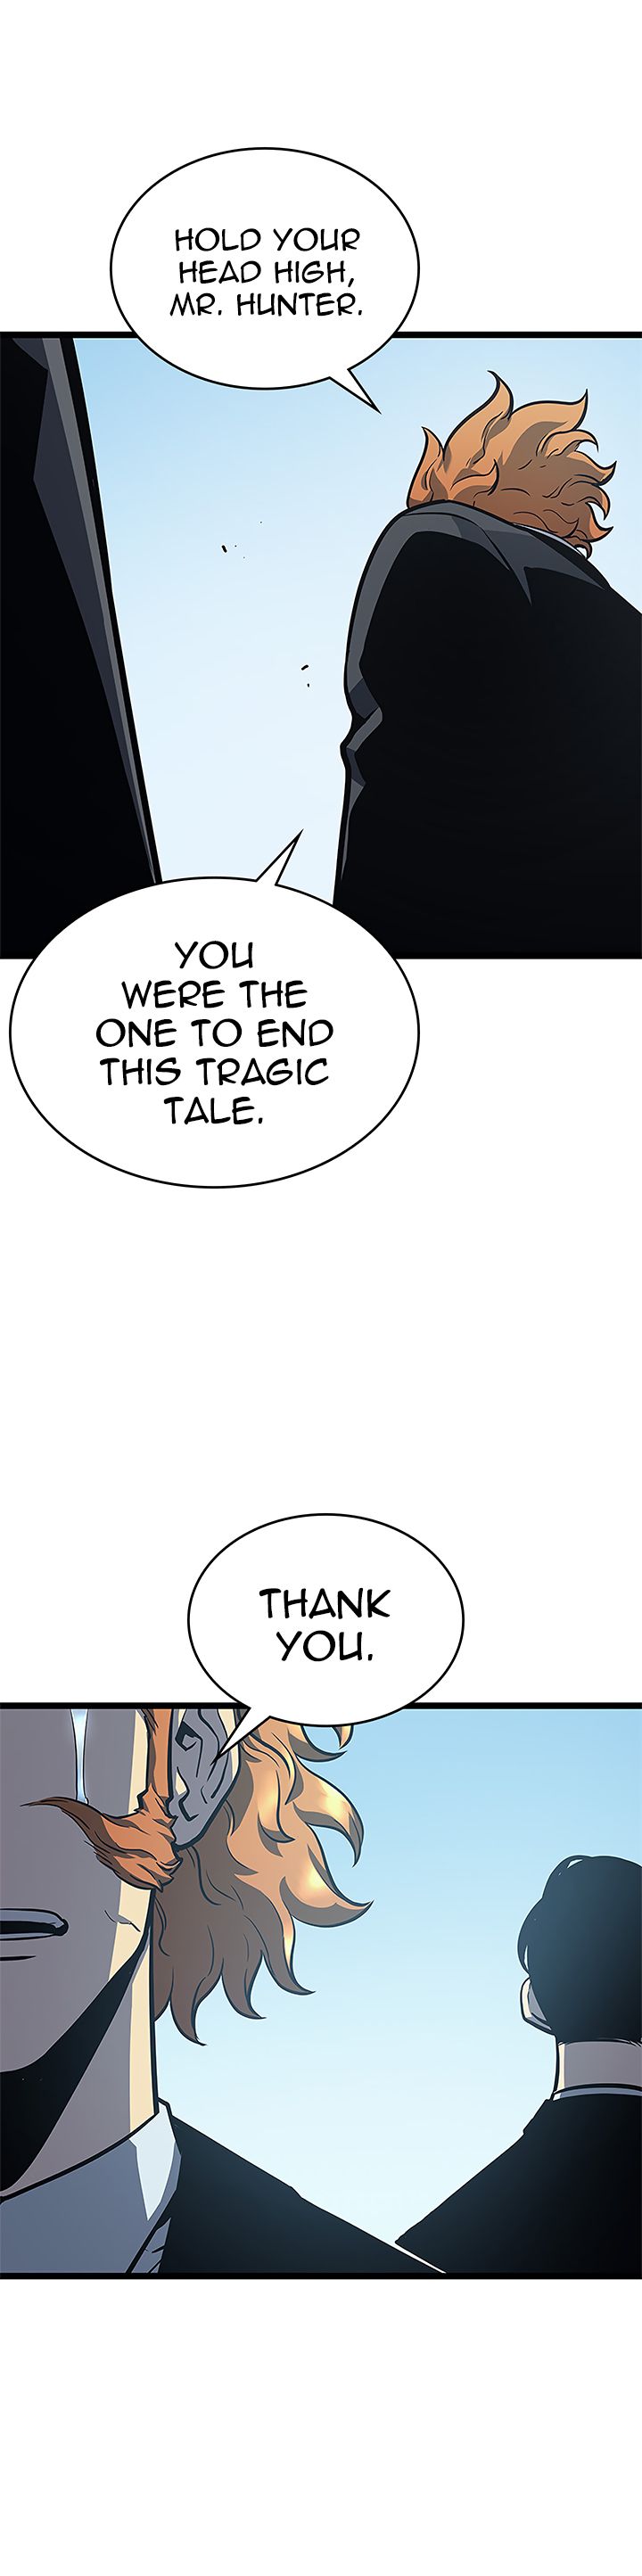 HOLD YOUR
HEAD HIGH,
MR. HUNTER.
YOU
WERE THE
ONE TO END
THIS TRAGIC
TALE.
THANK
YOU.